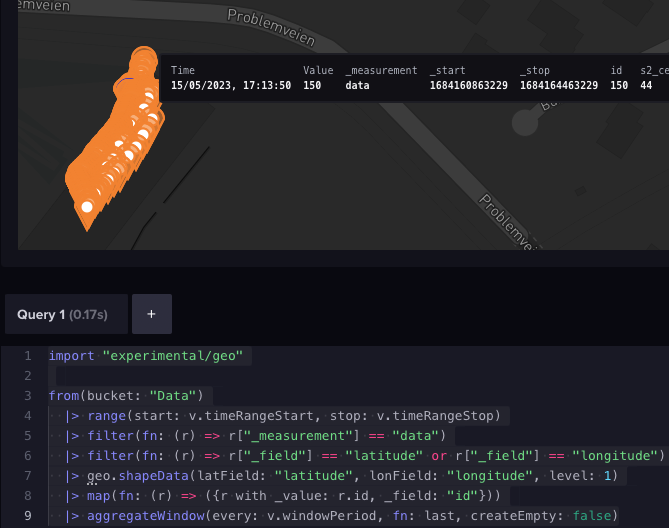 mveien
Problemveien
Time Value _measurement _start _stop id s2_ce
15/05/2023, 17:13:50 150 data 1684160863229 1684164463229 150 44
Problemvei
Query 1 (0.17s)
+
1 import "experimental/geo"
2
3 from(bucket: "Data")
4 |> range(start: v.timeRangeStart, stop: v.timeRangeStop)
5 |> filter(fn: (r) => r["_measurement"] == "data")
6 |> filter(fn: (r) => r["_field"] == "latitude" or r["_field"] == "longitude")
7 |> geo.shapeData(latField: "latitude", lonField: "longitude", level: 1)
8 |> map(fn: (r) => ({r with _value: r.id, _field: "id"}))
9 |> aggregateWindow(every: v.windowPeriod, fn: last, createEmpty: false)